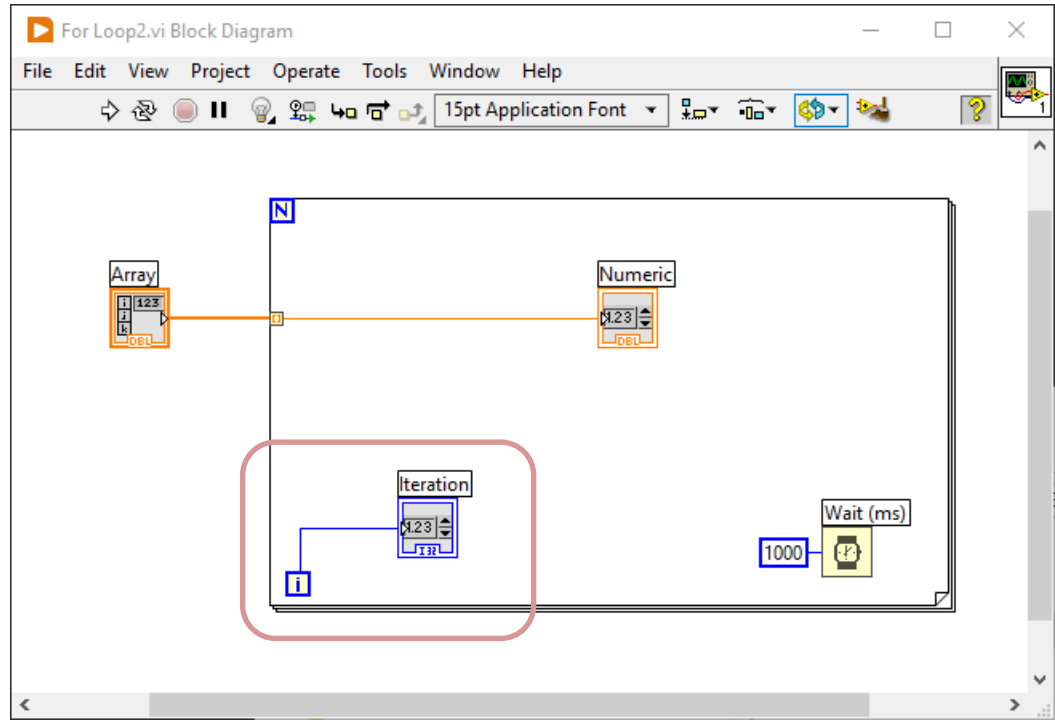 For Loop2.vi Block Diagram
File Edit View Project Operate Tools Window Help
15pt Application Font
?
1
N
Array
i 123
j
k
DBL
Numeric
1.23
DBL
Iteration
1.23
I32
i
Wait (ms)
1000